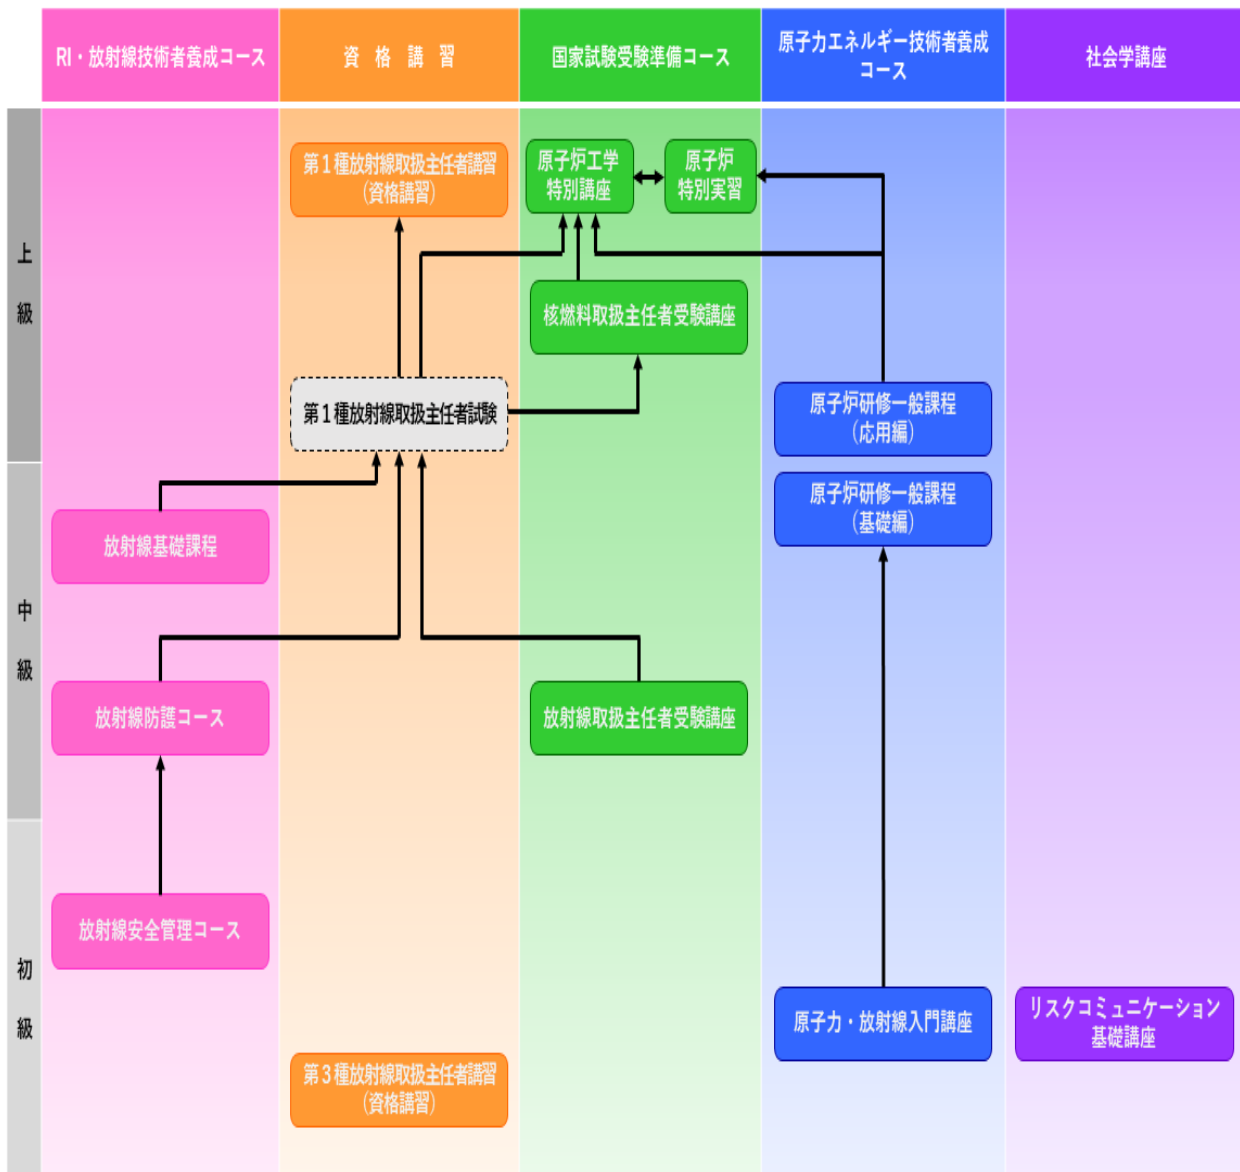 RI・放射線技術者養成コース
資 格 講 習
国家試験受験準備コース
原子力エネルギー技術者養成
コース
社会学講座
上
級
第１種放射線取扱主任者講習
(資格講習)
原子炉工学
特別講座
原子炉
特別実習
核燃料取扱主任者受験講座
第１種放射線取扱主任者試験
原子炉研修一般課程
(応用編)
中
級
原子炉研修一般課程
(基礎編)
放射線基礎課程
放射線防護コース
放射線取扱主任者受験講座
初
級
放射線安全管理コース
原子力・放射線入門講座
リスクコミュニケーション
基礎講座
第３種放射線取扱主任者講習
(資格講習)